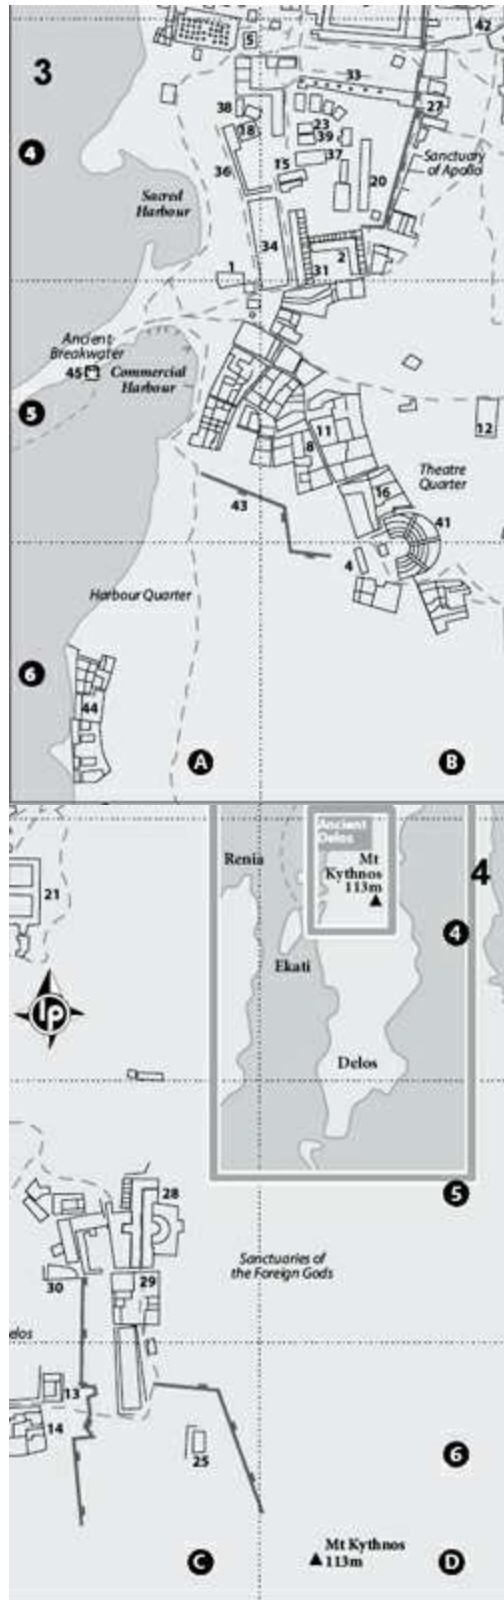 42
3
5
33
38
27
18
23
39
4
36
15
37
20
Sanctuary
of Apollo
Sacred
Harbour
34
2
1
31
Ancient
Breakwater
45
Commercial
Harbour
5
11
12
8
Theatre
Quarter
16
43
41
4
Harbour Quarter
6
44
A
B
Ancient
Delos
Renia
Mt
Kythnos
113m
4
21
4
Ekati
lp
Delos
5
28
Sanctuaries of
the Foreign Gods
29
30
elos
13
14
25
6
Mt Kythnos
113m
C
D